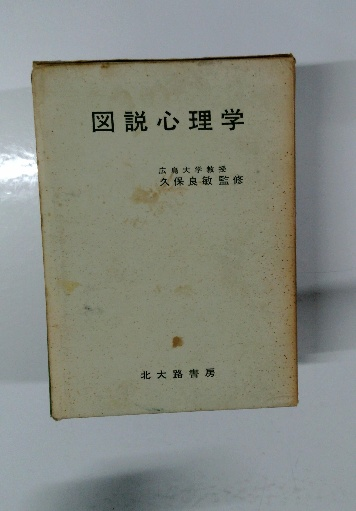 図説心理学
広島大学教授
久保良敏 監修
北大路書房